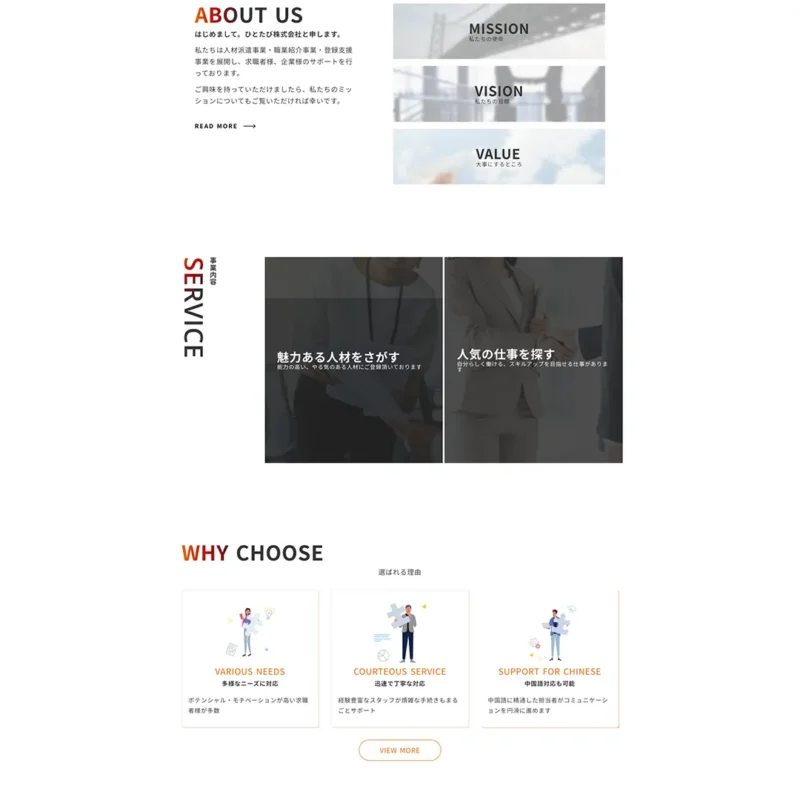 ABOUT US
はじめまして。ひとたび株式会社と申します。
私たちは人材派遣事業・職業紹介事業・登録支援
事業を展開し、求職者様、企業様のサポートを行
っております。
ご興味を持っていただけましたら、私たちのミッ
ションについてもご覧いただければ幸いです。
READ MORE
MISSION
私たちの使命
VISION
私たちの目標
VALUE
大事にするところ
SERVICE
事業内容
魅力ある人材をさがす
能力の高い、やる気のある人材にご登録頂いております
人気の仕事を探す
自分らしく働ける、スキルアップを目指せる仕事がありま
す
WHY CHOOSE
選ばれる理由
VARIOUS NEEDS
多様なニーズに対応
ポテンシャル・モチベーションが高い求職
者様が多数
COURTEOUS SERVICE
迅速で丁寧な対応
経験豊富なスタッフが煩雑な手続きもまる
ごとサポート
SUPPORT FOR CHINESE
中国語対応も可能
中国語に精通した担当者がコミュニケーシ
ョンを円滑に進めます
VIEW MORE